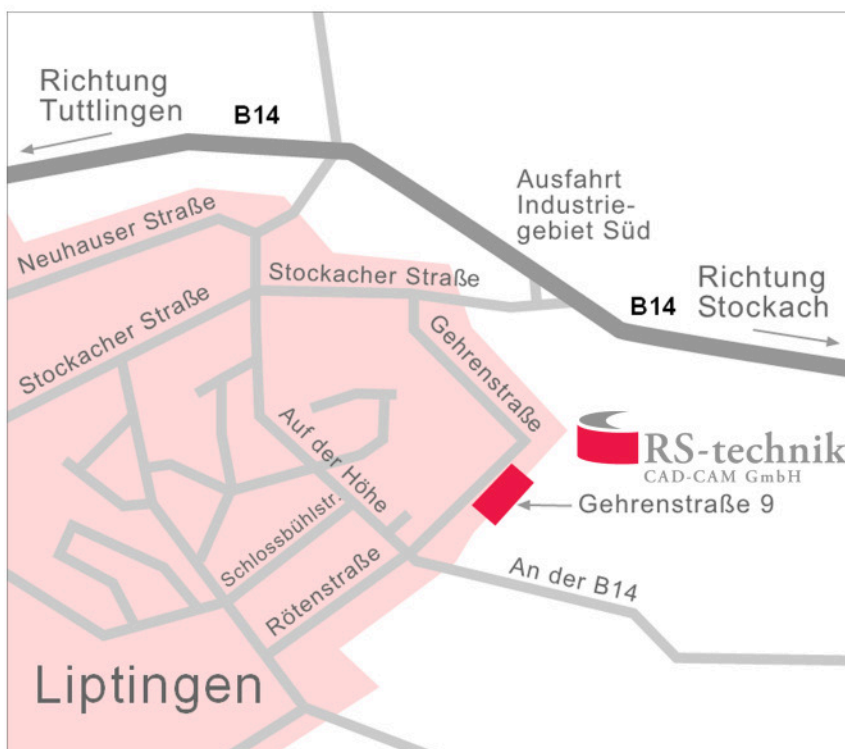 Richtung
Tuttlingen
B14
Ausfahrt
Industrie-
gebiet Süd
Neuhauser Straße
Stockacher Straße
Richtung
Stockach
B14
Stockacher Straße
Gehrenstraße
Auf der Höhe
RS-technik
CAD-CAM GmbH
Gehrenstraße 9
Schlossbühlstr.
Rötenstraße
An der B14
Liptingen